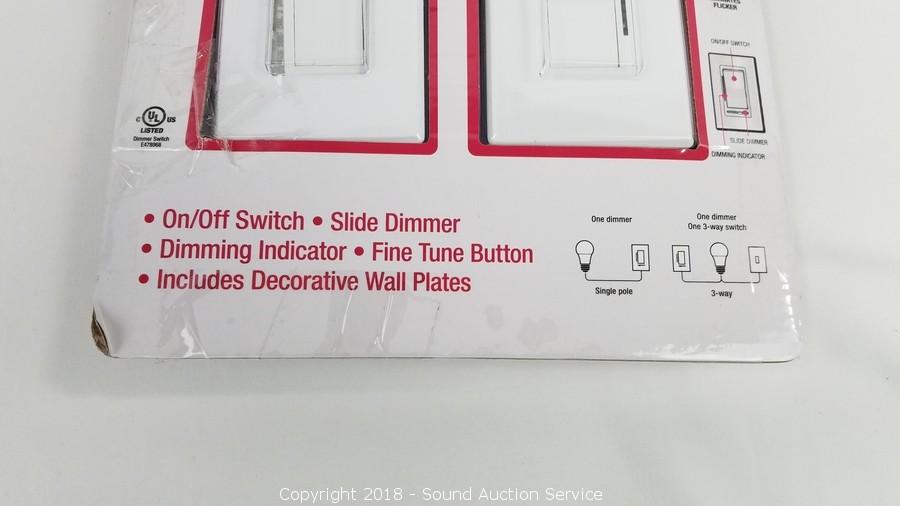 FLICKER
ON/OFF SWITCH
SLIDE DIMMER
DIMMING INDICATOR
C UL US
LISTED
Dimmer Switch
E478068
• On/Off Switch • Slide Dimmer
• Dimming Indicator • Fine Tune Button
• Includes Decorative Wall Plates
One dimmer
Single pole
One dimmer
One 3-way switch
3-way
Copyright 2018 - Sound Auction Service